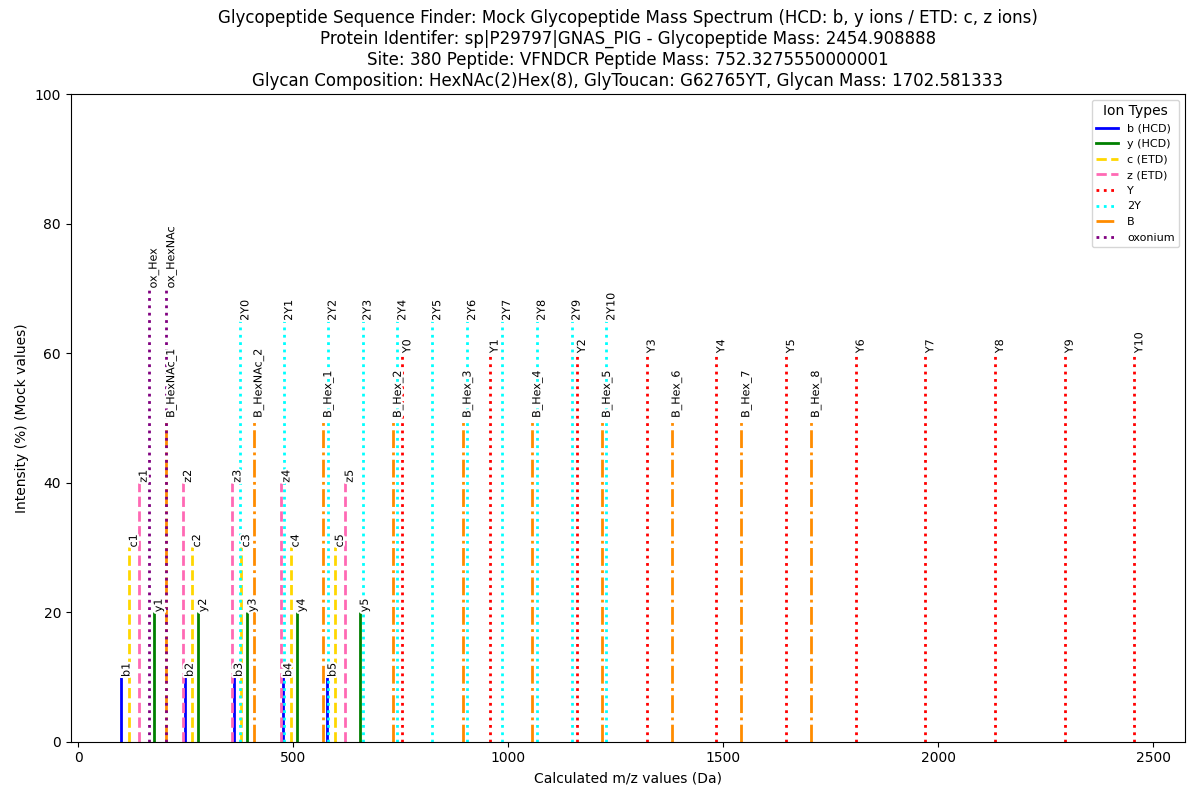 Glycopeptide Sequence Finder: Mock Glycopeptide Mass Spectrum (HCD: b, y ions / ETD: c, z ions)
Protein Identifer: sp|P29797|GNAS_PIG - Glycopeptide Mass: 2454.908888
Site: 380 Peptide: VFNDCR Peptide Mass: 752.3275550000001
Glycan Composition: HexNAc(2)Hex(8), GlyToucan: G62765YT, Glycan Mass: 1702.581333
Intensity (%) (Mock values)
100
80
60
40
20
0
Ion Types
b (HCD)
y (HCD)
c (ETD)
z (ETD)
Y
2Y
B
oxonium
ox_Hex
ox_HexNAc
2Y0
2Y1
2Y2
2Y3
2Y4
2Y5
2Y6
2Y7
2Y8
2Y9
2Y10
Y0
Y1
Y2
Y3
Y4
Y5
Y6
Y7
Y8
Y9
Y10
B_HexNAc_1
B_HexNAc_2
B_Hex_1
B_Hex_2
B_Hex_3
B_Hex_4
B_Hex_5
B_Hex_6
B_Hex_7
B_Hex_8
z1
z2
z3
z4
z5
c1
c2
c3
c4
c5
y1
y2
y3
y4
y5
b1
b2
b3
b4
b5
0
500
1000
1500
2000
2500
Calculated m/z values (Da)